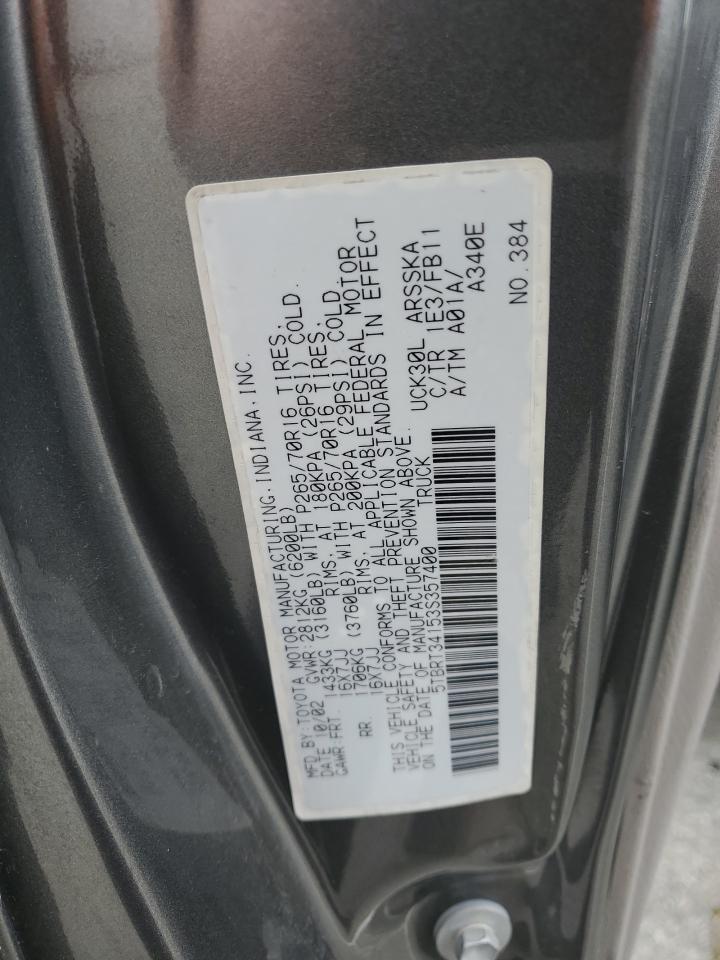 MFD BY: TOYOTA MOTOR MANUFACTURING, INDIANA, INC.
DATE 10/02 GVWR: 2812KG (6200LB)
GAWR FRT. 1433KG (3160LB) WITH P265/70R16 TIRES,
16X7JJ RIMS, AT 180KPA (26PSI) COLD.
RR. 1706KG (3760LB) WITH P265/70R16 TIRES,
16X7JJ RIMS, AT 200KPA (29PSI) COLD.
THIS VEHICLE CONFORMS TO ALL APPLICABLE FEDERAL MOTOR
VEHICLE SAFETY AND THEFT PREVENTION STANDARDS IN EFFECT
ON THE DATE OF MANUFACTURE SHOWN ABOVE.
5TBRT34153S357400 TRUCK
UCK30L ARSSKA
C/TR 1E3/FB11
A/TM A01A/
A340E
NO. 384